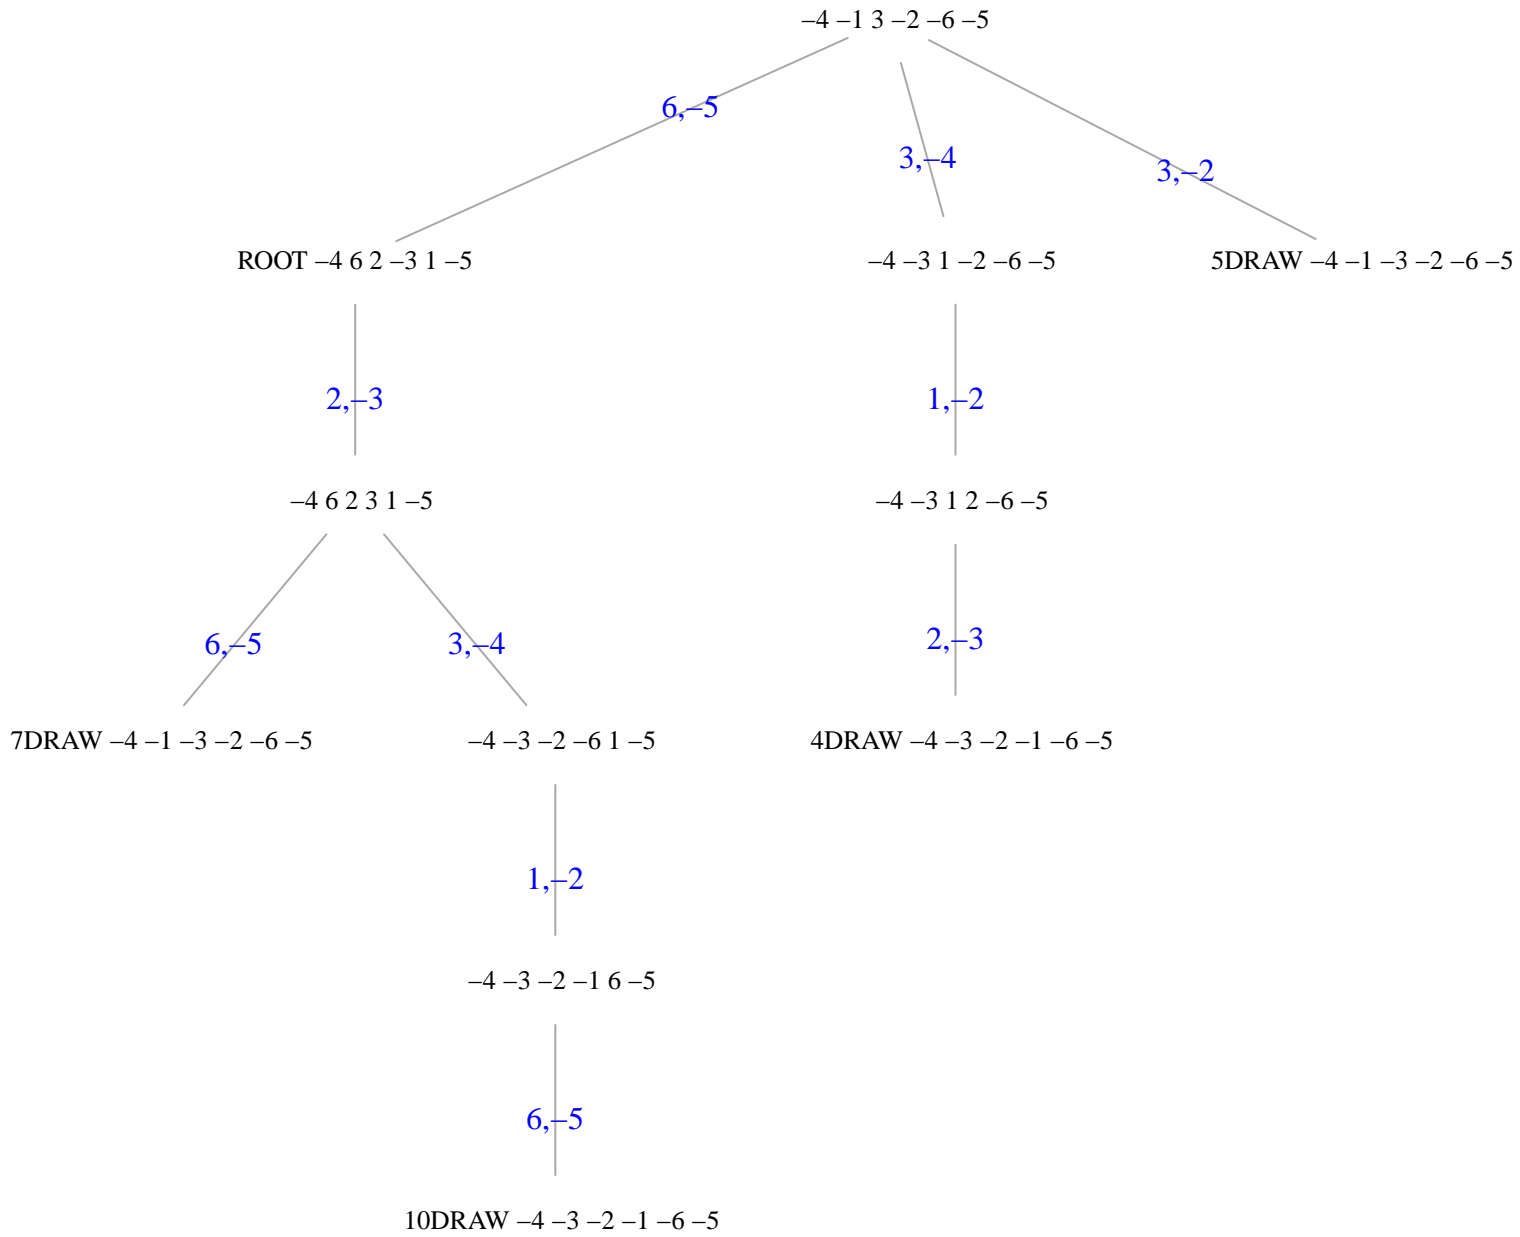 –4 –1 3 –2 –6 –5
6,–5
3,–4
3,–2
ROOT –4 6 2 –3 1 –5
–4 –3 1 –2 –6 –5
5DRAW –4 –1 –3 –2 –6 –5
2,–3
1,–2
–4 6 2 3 1 –5
–4 –3 1 2 –6 –5
6,–5
3,–4
2,–3
7DRAW –4 –1 –3 –2 –6 –5
–4 –3 –2 –6 1 –5
4DRAW –4 –3 –2 –1 –6 –5
1,–2
–4 –3 –2 –1 6 –5
6,–5
10DRAW –4 –3 –2 –1 –6 –5